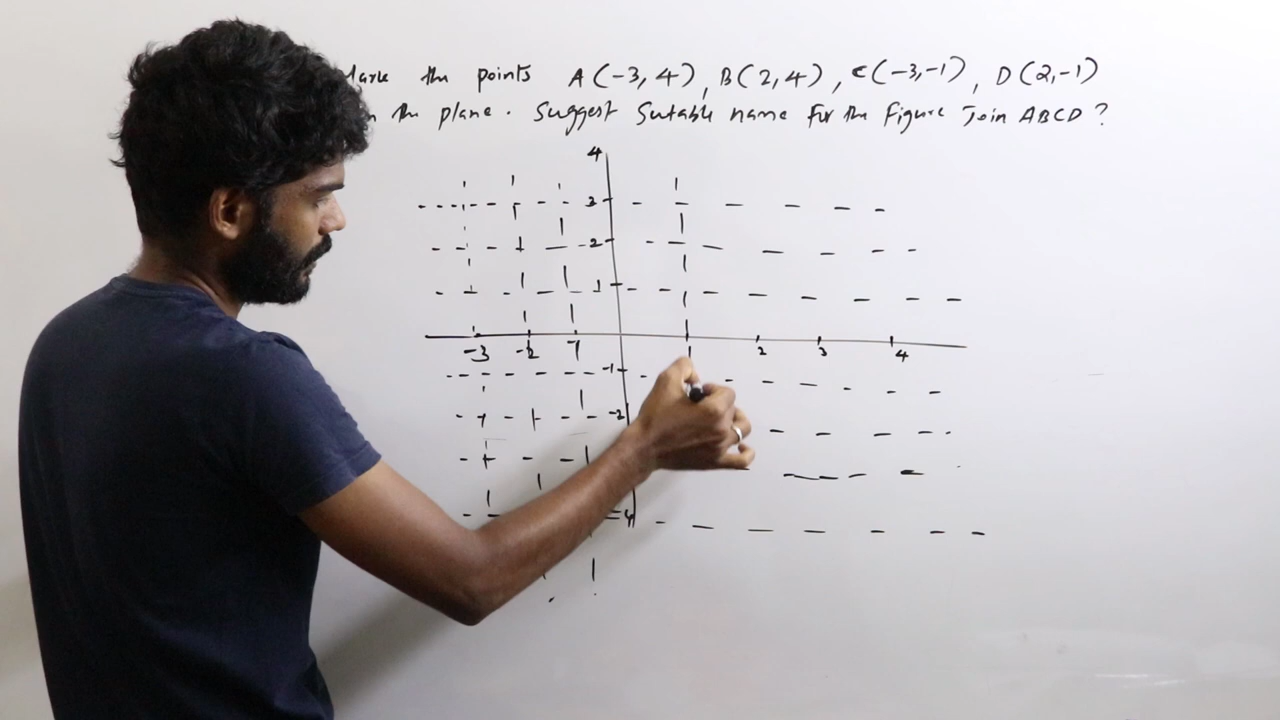 the points A(-3, 4), B(2,4), C(-3,-1), D(2,-1)
the plane. Suggest Sutable name for the Figure Join ABCD ?
4
3
2
1
-3 -2 -1 1 2 3 4
-1
-2
-4